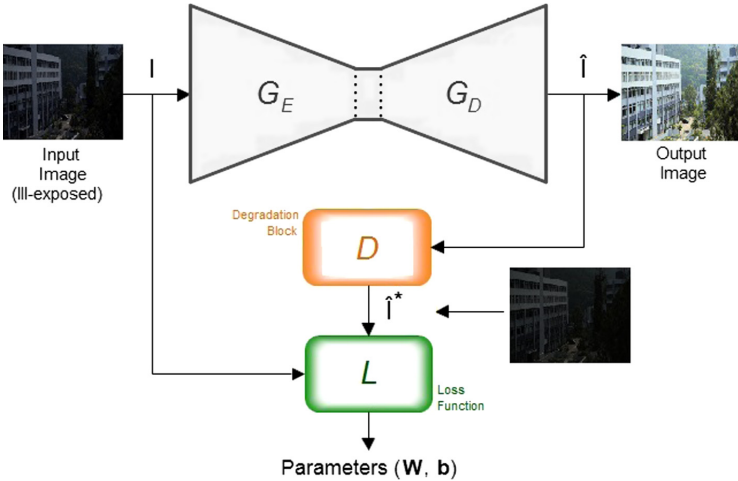 I
Î
G_E
G_D
Input
Image
(Ill-exposed)
Output
Image
Degradation
Block
D
Î*
L
Loss
Function
Parameters (W, b)